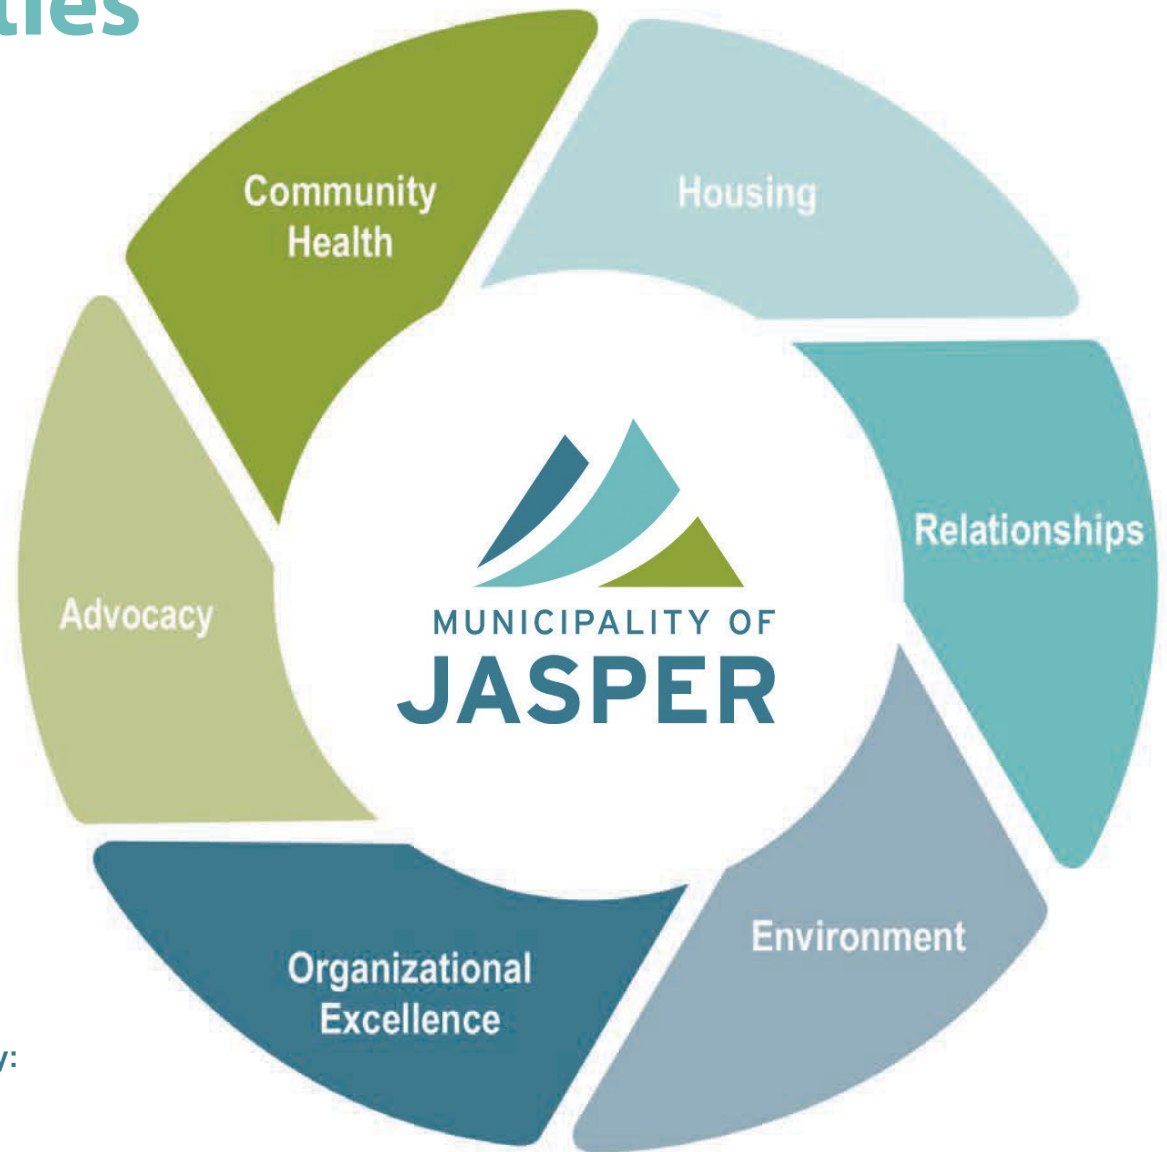 ties
Community
Health
Housing
Relationships
Advocacy
MUNICIPALITY OF
JASPER
Environment
Organizational
Excellence
y: